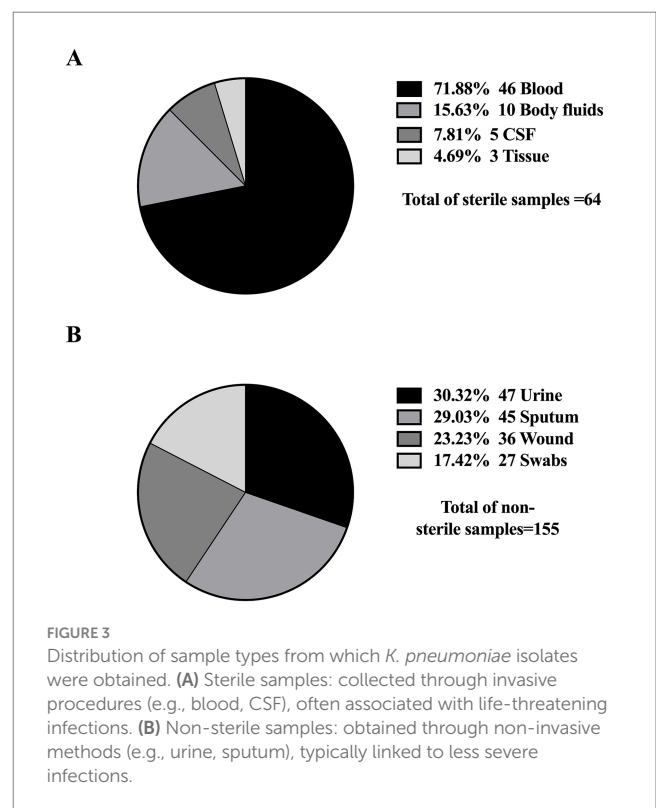 A
71.88% 46 Blood
15.63% 10 Body fluids
7.81% 5 CSF
4.69% 3 Tissue
Total of sterile samples =64
B
30.32% 47 Urine
29.03% 45 Sputum
23.23% 36 Wound
17.42% 27 Swabs
Total of non-
sterile samples=155
FIGURE 3
Distribution of sample types from which K. pneumoniae isolates
were obtained. (A) Sterile samples: collected through invasive
procedures (e.g., blood, CSF), often associated with life-threatening
infections. (B) Non-sterile samples: obtained through non-invasive
methods (e.g., urine, sputum), typically linked to less severe
infections.